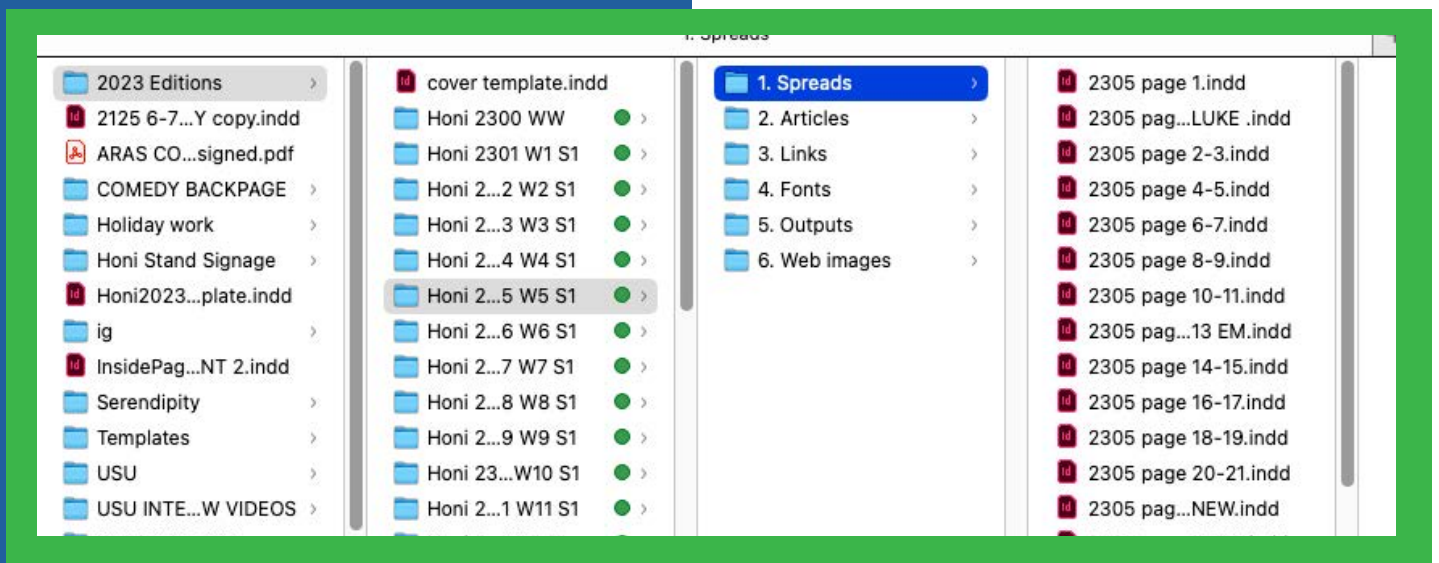 1. Spreads
2023 Editions
2125 6-7...Y copy.indd
ARAS CO...signed.pdf
COMEDY BACKPAGE
Holiday work
Honi Stand Signage
Honi2023...plate.indd
ig
InsidePag...NT 2.indd
Serendipity
Templates
USU
USU INTE...W VIDEOS
cover template.indd
Honi 2300 WW
Honi 2301 W1 S1
Honi 2...2 W2 S1
Honi 2...3 W3 S1
Honi 2...4 W4 S1
Honi 2...5 W5 S1
Honi 2...6 W6 S1
Honi 2...7 W7 S1
Honi 2...8 W8 S1
Honi 2...9 W9 S1
Honi 23...W10 S1
Honi 2...1 W11 S1
1. Spreads
2. Articles
3. Links
4. Fonts
5. Outputs
6. Web images
2305 page 1.indd
2305 pag...LUKE .indd
2305 page 2-3.indd
2305 page 4-5.indd
2305 page 6-7.indd
2305 page 8-9.indd
2305 page 10-11.indd
2305 pag...13 EM.indd
2305 page 14-15.indd
2305 page 16-17.indd
2305 page 18-19.indd
2305 page 20-21.indd
2305 pag...NEW.indd